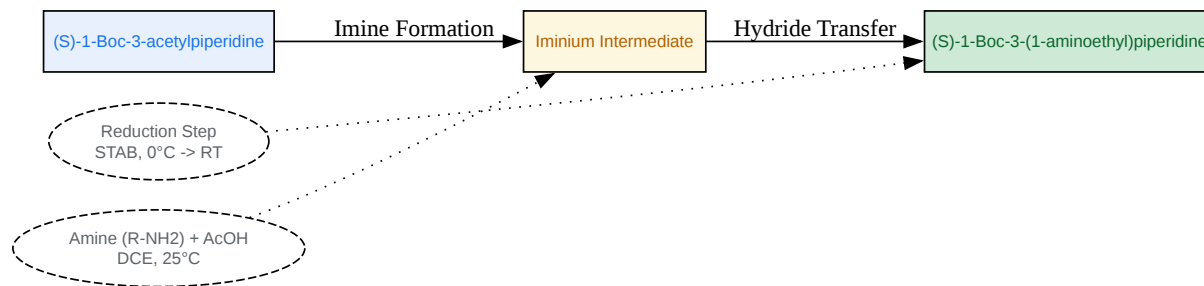 (S)-1-Boc-3-acetylpiperidine
Imine Formation
Iminium Intermediate
Hydride Transfer
(S)-1-Boc-3-(1-aminoethyl)piperidine
Reduction Step
STAB, 0°C -> RT
Amine (R-NH2) + AcOH
DCE, 25°C